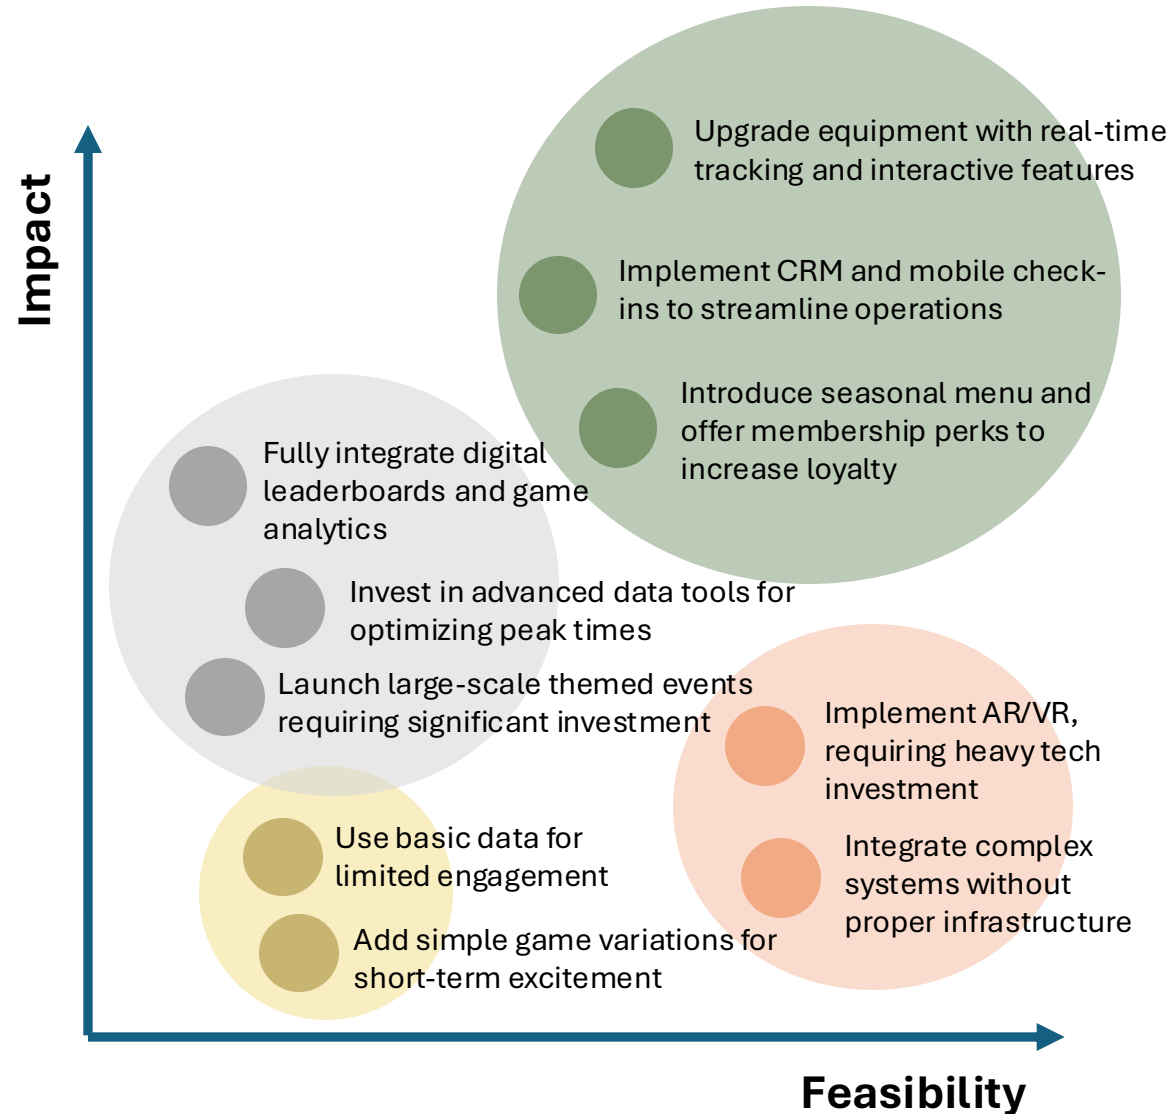 Impact
Upgrade equipment with real-time
tracking and interactive features
Implement CRM and mobile check-
ins to streamline operations
Introduce seasonal menu and
offer membership perks to
increase loyalty
Fully integrate digital
leaderboards and game
analytics
Invest in advanced data tools for
optimizing peak times
Launch large-scale themed events
requiring significant investment
Implement AR/VR,
requiring heavy tech
investment
Use basic data for
limited engagement
Integrate complex
systems without
proper infrastructure
Add simple game variations for
short-term excitement
Feasibility